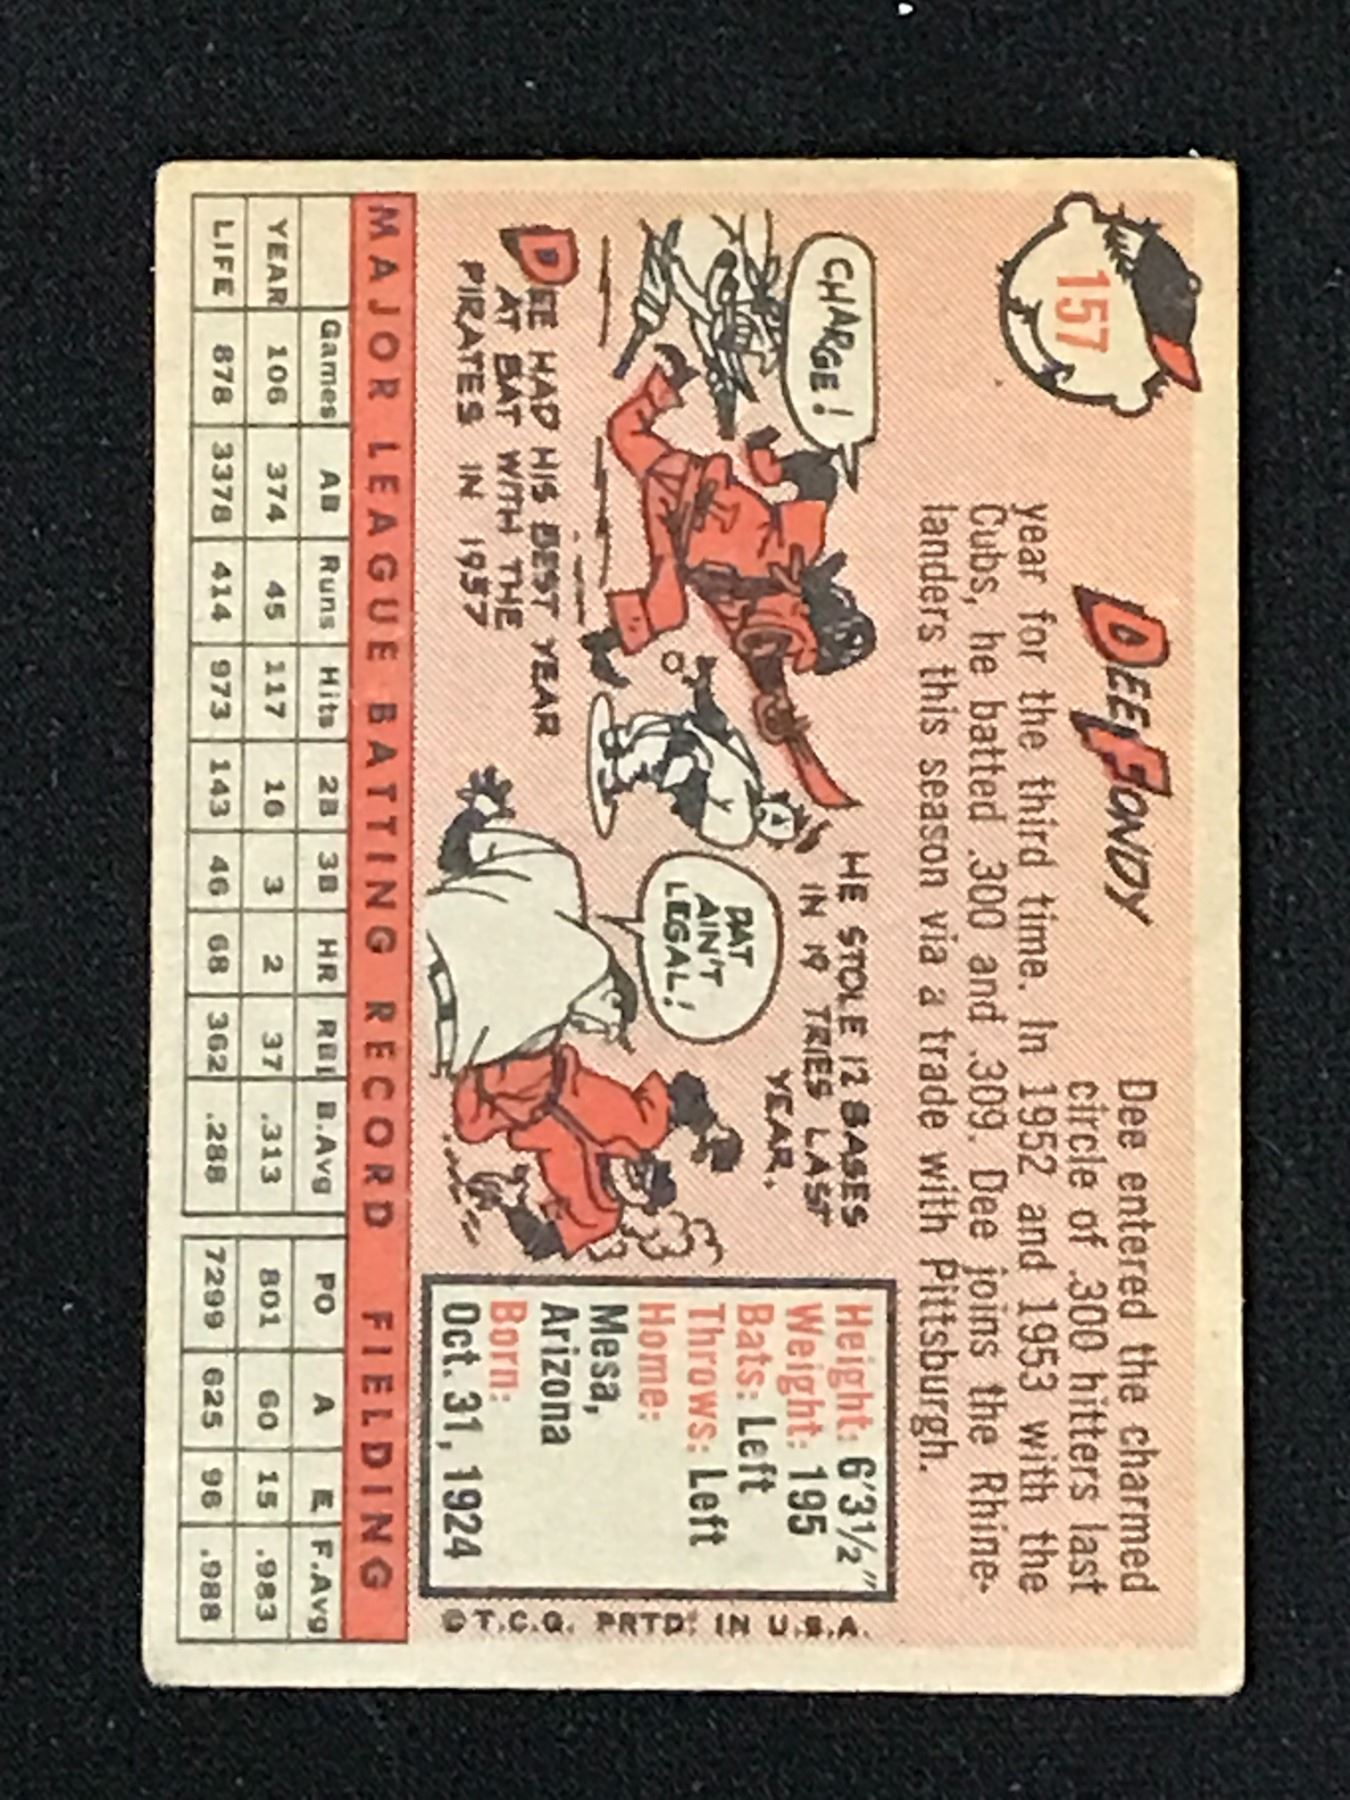 157
DEE FONDY
Dee entered the charmed
circle of .300 hitters last
year for the third time. In 1952 and 1953 with the
Cubs, he batted .300 and .309. Dee joins the Rhine-
landers this season via a trade with Pittsburgh.
CHARGE!
HE STOLE 12 BASES
IN 19 TRIES LAST
YEAR.
DAT
AIN'T
LEGAL!
DEE HAD HIS BEST YEAR
AT BAT WITH THE
PIRATES IN 1957
Height: 6'3½"
Weight: 195
Bats: Left
Throws: Left
Home:
Mesa,
Arizona
Born:
Oct. 31, 1924
© T.C.G. PRTD. IN U.S.A.
MAJOR LEAGUE BATTING RECORD FIELDING
Games AB Runs Hits 2B 3B HR RBI B.Avg PO A E F.Avg
YEAR 106 374 45 117 16 3 2 37 .313 801 60 15 .983
LIFE 878 3378 414 973 143 46 68 362 .288 7299 625 96 .988